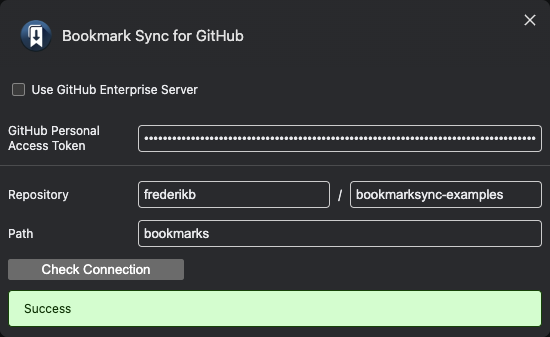 Bookmark Sync for GitHub
Use GitHub Enterprise Server
GitHub Personal
Access Token
Repository
frederikb / bookmarksync-examples
Path
bookmarks
Check Connection
Success